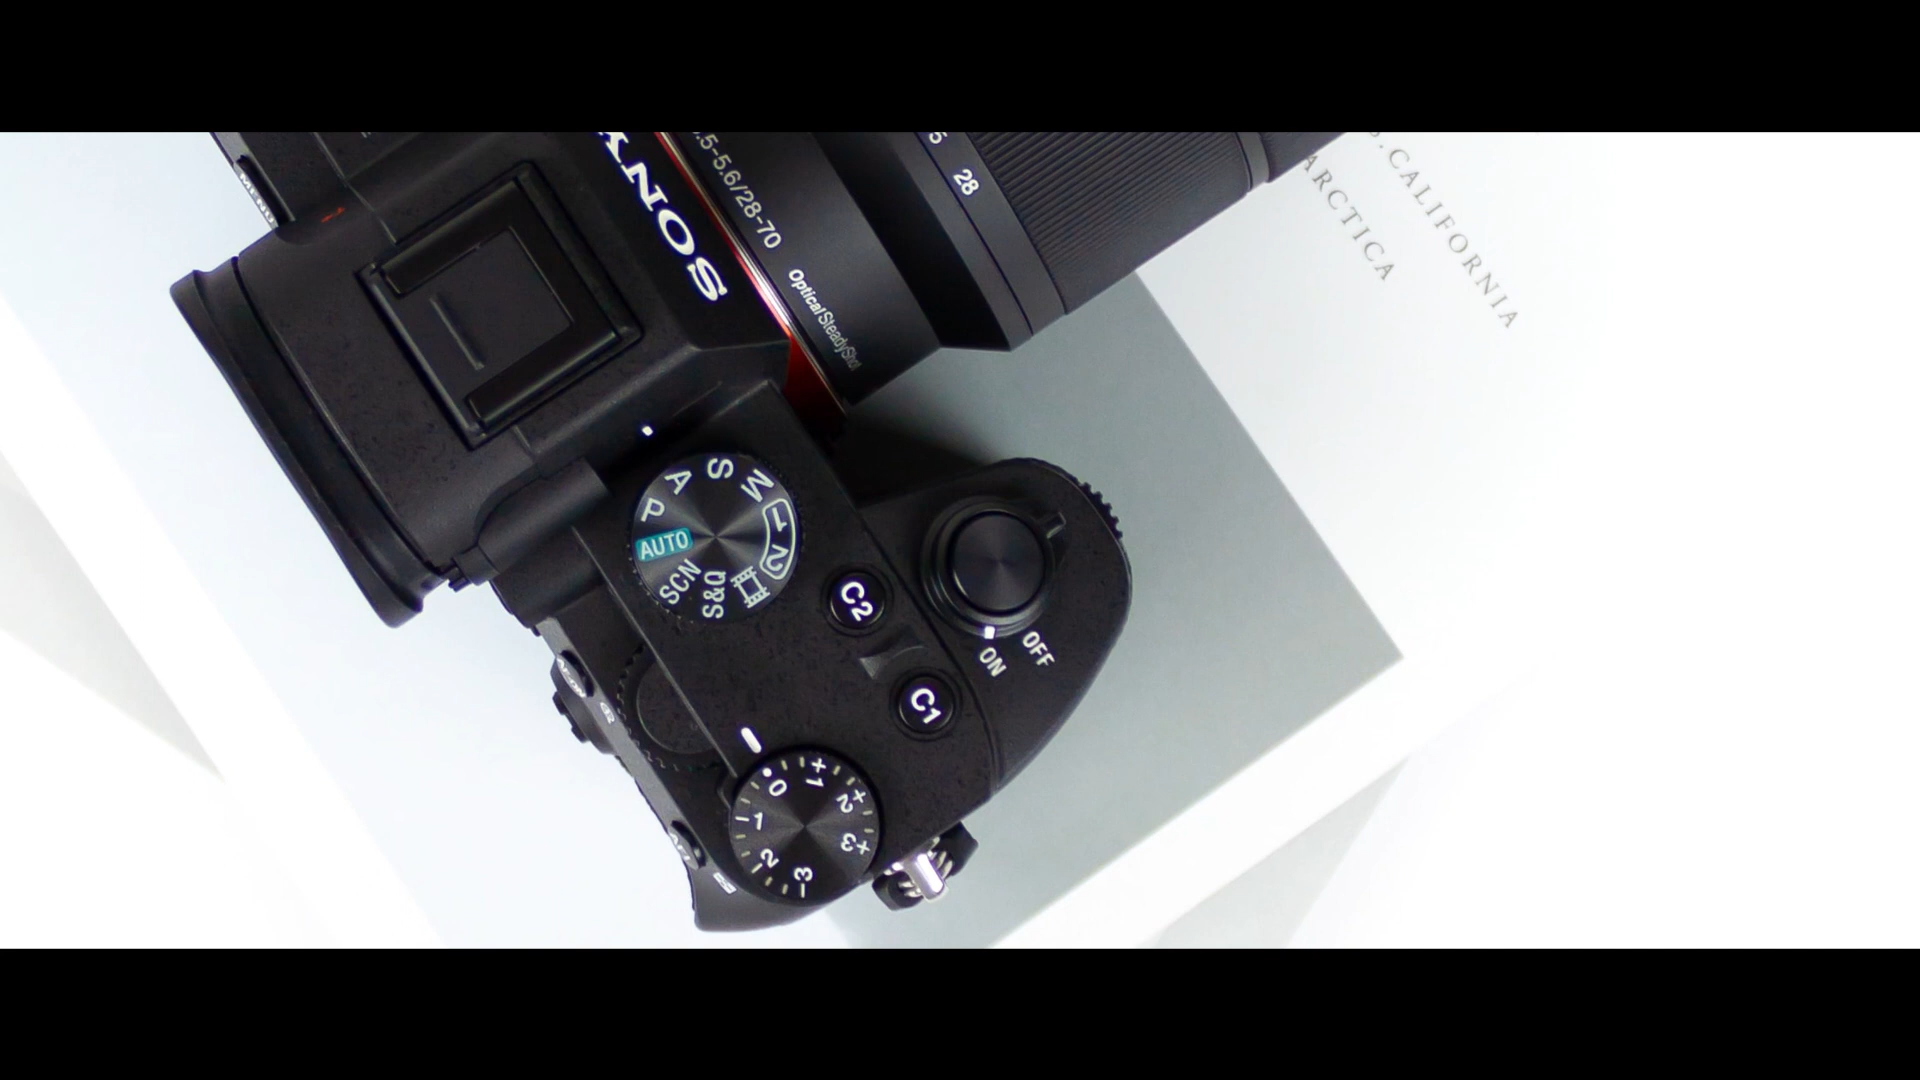 MENU
SONY
.5-5.6/28-70
Optical SteadyShot
28
CALIFORNIA
ARCTICA
M
S
A
P
AUTO
SCN
S&Q
1
2
C2
C1
ON
OFF
+3
+2
+1
0
1
2
-3